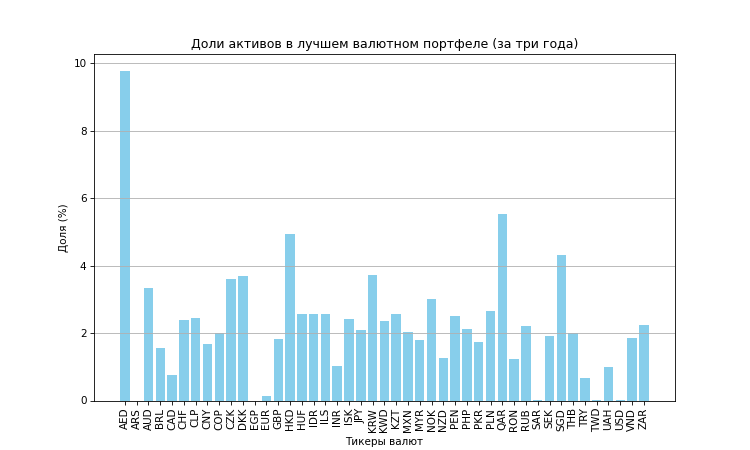 Доли активов в лучшем валютном портфеле (за три года)
Доля (%)
10
8
6
4
2
0
AED ARS AUD BRL CAD CHF CLP CNY COP CZK DKK EGP EUR GBP HKD HUF IDR ILS INR ISK JPY KRW KWD KZT MXN MYR NOK NZD PEN PHP PKR PLN QAR RON RUB SAR SEK SGD THB TRY TWD UAH USD VND ZAR
Тикеры валют